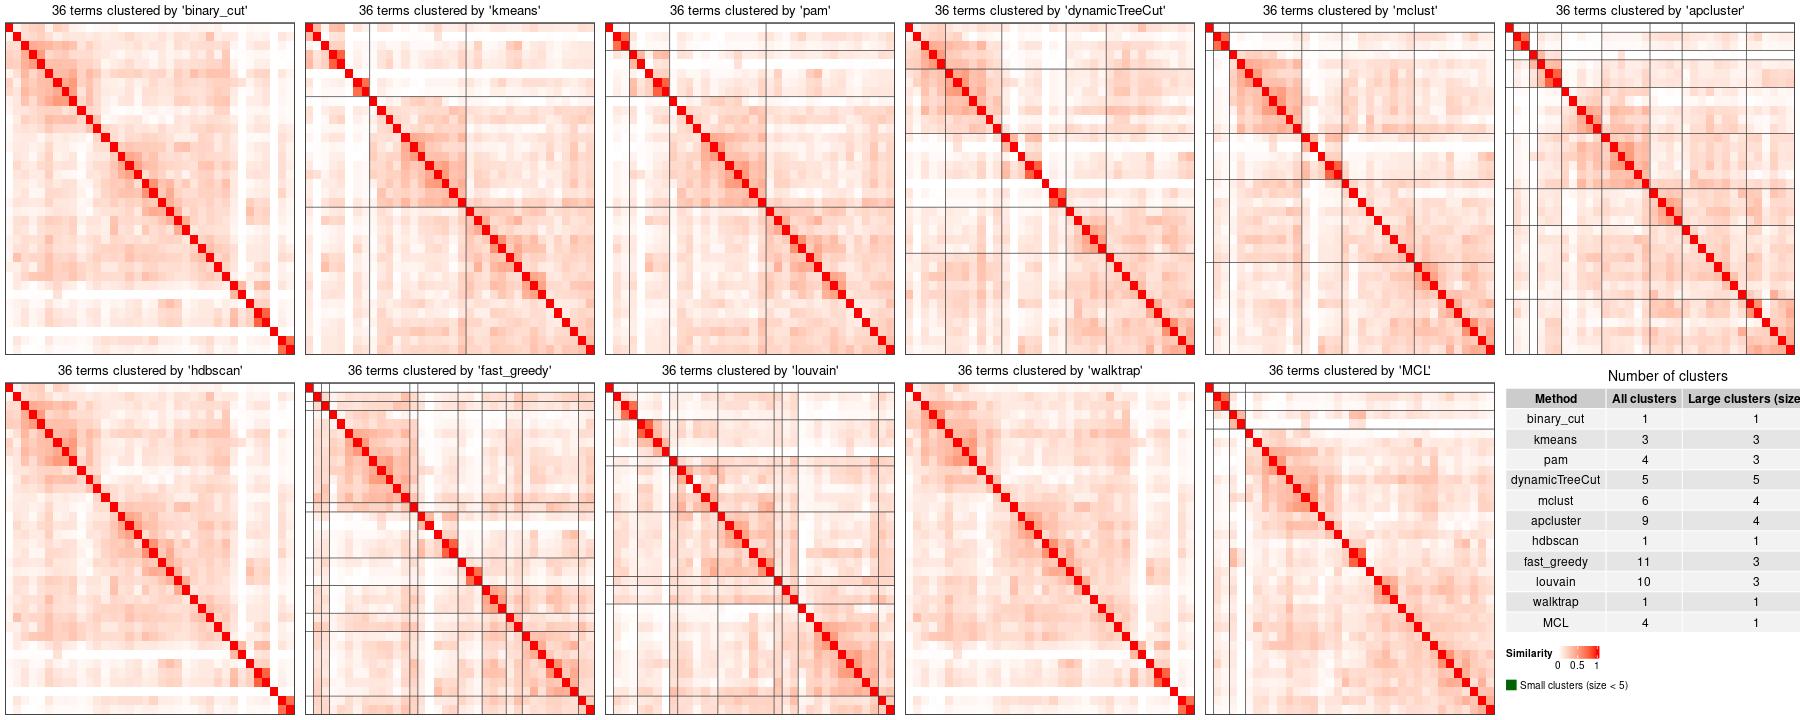 36 terms clustered by 'binary_cut'
36 terms clustered by 'kmeans'
36 terms clustered by 'pam'
36 terms clustered by 'dynamicTreeCut'
36 terms clustered by 'mclust'
36 terms clustered by 'apcluster'
36 terms clustered by 'hdbscan'
36 terms clustered by 'fast_greedy'
36 terms clustered by 'louvain'
36 terms clustered by 'walktrap'
36 terms clustered by 'MCL'
Number of clusters
Method All clusters Large clusters (size
binary_cut 1 1
kmeans 3 3
pam 4 3
dynamicTreeCut 5 5
mclust 6 4
apcluster 9 4
hdbscan 1 1
fast_greedy 11 3
louvain 10 3
walktrap 1 1
MCL 4 1
Similarity
0 0.5 1
Small clusters (size < 5)